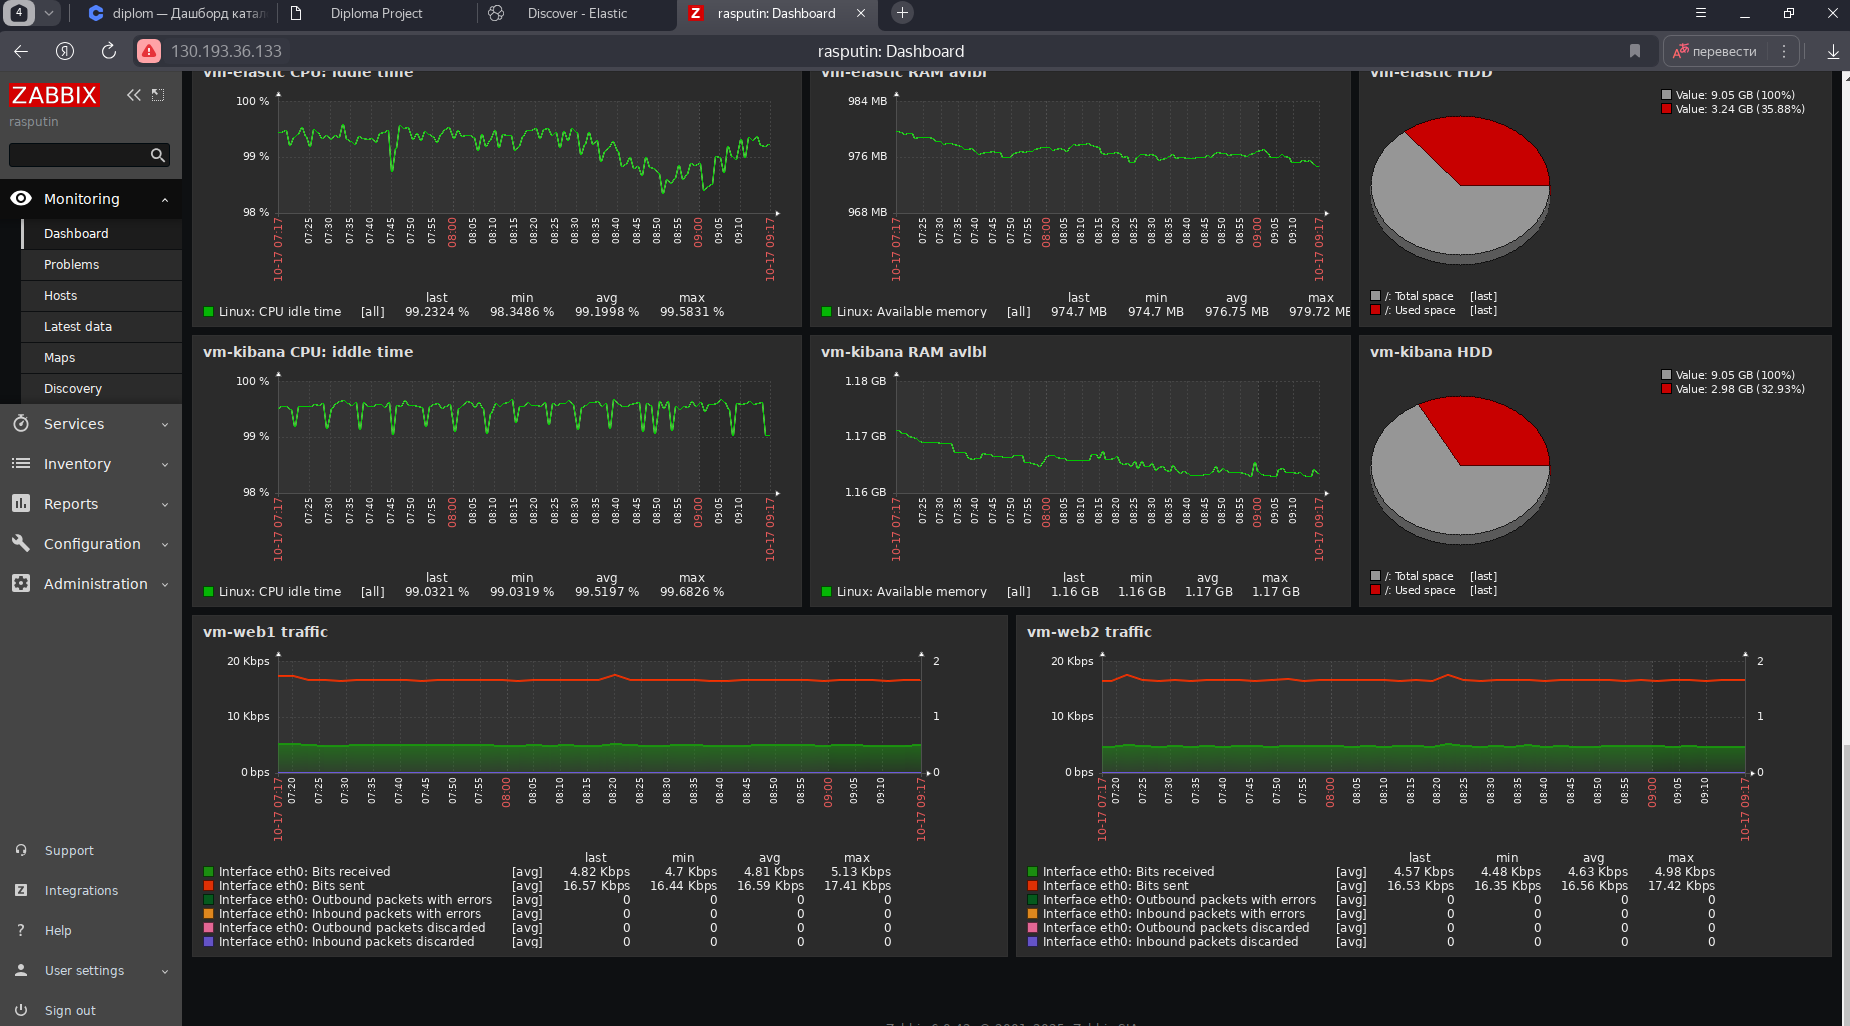 4
diplom — Дашборд катал
Diploma Project
Discover - Elastic
Z rasputin: Dashboard
Я
130.193.36.133
rasputin: Dashboard
перевести
ZABBIX
rasputin
Monitoring
Dashboard
Problems
Hosts
Latest data
Maps
Discovery
Services
Inventory
Reports
Configuration
Administration
Support
Z Integrations
? Help
User settings
Sign out
vm-elastic CPU: iddle time
100 %
99 %
98 %
10-17 07:17 07:25 07:30 07:35 07:40 07:45 07:50 07:55 08:00 08:05 08:10 08:15 08:20 08:25 08:30 08:35 08:40 08:45 08:50 08:55 09:00 09:05 09:10 10-17 09:17
last min avg max
Linux: CPU idle time [all] 99.2324 % 98.3486 % 99.1998 % 99.5831 %
vm-elastic RAM avlbl
984 MB
976 MB
968 MB
10-17 07:17 07:25 07:30 07:35 07:40 07:45 07:50 07:55 08:00 08:05 08:10 08:15 08:20 08:25 08:30 08:35 08:40 08:45 08:50 08:55 09:00 09:05 09:10 10-17 09:17
last min avg max
Linux: Available memory [all] 974.7 MB 974.7 MB 976.75 MB 979.72 MB
vm-elastic HDD
Value: 9.05 GB (100%)
Value: 3.24 GB (35.88%)
/: Total space [last]
/: Used space [last]
vm-kibana CPU: iddle time
100 %
99 %
98 %
10-17 07:17 07:25 07:30 07:35 07:40 07:45 07:50 07:55 08:00 08:05 08:10 08:15 08:20 08:25 08:30 08:35 08:40 08:45 08:50 08:55 09:00 09:05 09:10 10-17 09:17
last min avg max
Linux: CPU idle time [all] 99.0321 % 99.0319 % 99.5197 % 99.6826 %
vm-kibana RAM avlbl
1.18 GB
1.17 GB
1.16 GB
10-17 07:17 07:25 07:30 07:35 07:40 07:45 07:50 07:55 08:00 08:05 08:10 08:15 08:20 08:25 08:30 08:35 08:40 08:45 08:50 08:55 09:00 09:05 09:10 10-17 09:17
last min avg max
Linux: Available memory [all] 1.16 GB 1.16 GB 1.17 GB 1.17 GB
vm-kibana HDD
Value: 9.05 GB (100%)
Value: 2.98 GB (32.93%)
/: Total space [last]
/: Used space [last]
vm-web1 traffic
20 Kbps 2
10 Kbps 1
0 bps 0
10-17 07:17 07:20 07:25 07:30 07:35 07:40 07:45 07:50 07:55 08:00 08:05 08:10 08:15 08:20 08:25 08:30 08:35 08:40 08:45 08:50 08:55 09:00 09:05 09:10 10-17 09:17
last min avg max
Interface eth0: Bits received [avg] 4.82 Kbps 4.7 Kbps 4.81 Kbps 5.13 Kbps
Interface eth0: Bits sent [avg] 16.57 Kbps 16.44 Kbps 16.59 Kbps 17.41 Kbps
Interface eth0: Outbound packets with errors [avg] 0 0 0 0
Interface eth0: Inbound packets with errors [avg] 0 0 0 0
Interface eth0: Outbound packets discarded [avg] 0 0 0 0
Interface eth0: Inbound packets discarded [avg] 0 0 0 0
vm-web2 traffic
20 Kbps 2
10 Kbps 1
0 bps 0
10-17 07:17 07:20 07:25 07:30 07:35 07:40 07:45 07:50 07:55 08:00 08:05 08:10 08:15 08:20 08:25 08:30 08:35 08:40 08:45 08:50 08:55 09:00 09:05 09:10 10-17 09:17
last min avg max
Interface eth0: Bits received [avg] 4.57 Kbps 4.48 Kbps 4.63 Kbps 4.98 Kbps
Interface eth0: Bits sent [avg] 16.53 Kbps 16.35 Kbps 16.56 Kbps 17.42 Kbps
Interface eth0: Outbound packets with errors [avg] 0 0 0 0
Interface eth0: Inbound packets with errors [avg] 0 0 0 0
Interface eth0: Outbound packets discarded [avg] 0 0 0 0
Interface eth0: Inbound packets discarded [avg] 0 0 0 0